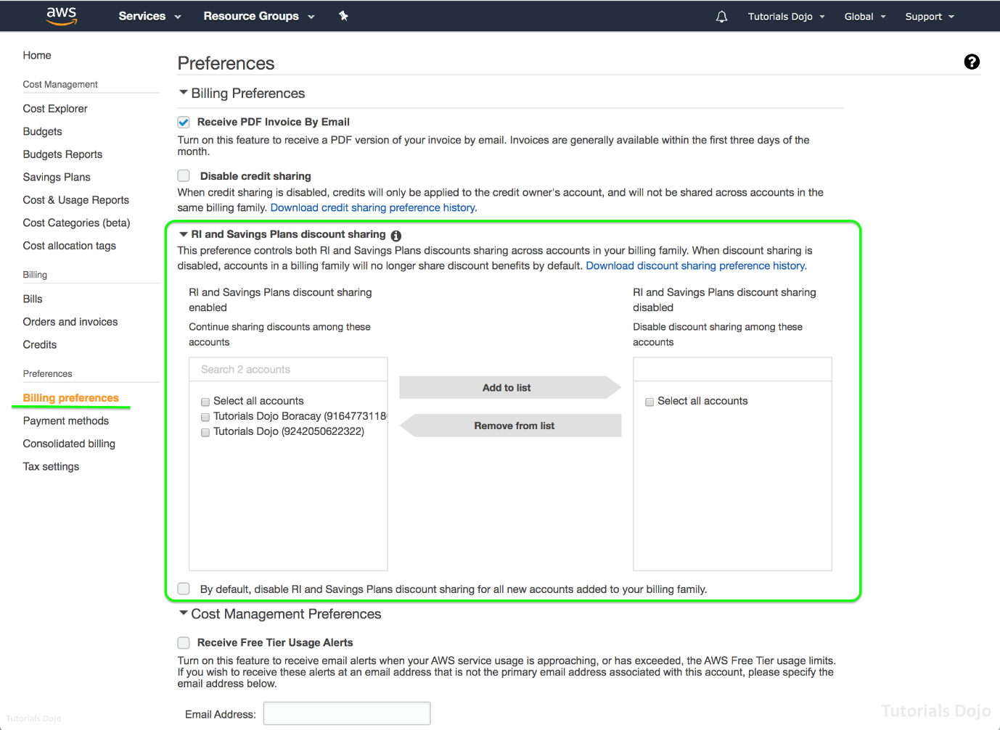 aws Services Resource Groups Tutorials Dojo Global Support
Home
Cost Management
Cost Explorer
Budgets
Budgets Reports
Savings Plans
Cost & Usage Reports
Cost Categories (beta)
Cost allocation tags
Billing
Bills
Orders and invoices
Credits
Preferences
Billing preferences
Payment methods
Consolidated billing
Tax settings
Preferences
?
Billing Preferences
Receive PDF Invoice By Email
Turn on this feature to receive a PDF version of your invoice by email. Invoices are generally available within the first three days of the
month.
Disable credit sharing
When credit sharing is disabled, credits will only be applied to the credit owner's account, and will not be shared across accounts in the
same billing family. Download credit sharing preference history.
RI and Savings Plans discount sharing i
This preference controls both RI and Savings Plans discounts sharing across accounts in your billing family. When discount sharing is
disabled, accounts in a billing family will no longer share discount benefits by default. Download discount sharing preference history.
RI and Savings Plans discount sharing
enabled
Continue sharing discounts among these
accounts
Search 2 accounts
Select all accounts
Tutorials Dojo Boracay (9164773118
Tutorials Dojo (9242050622322)
Add to list
Remove from list
RI and Savings Plans discount sharing
disabled
Disable discount sharing among these
accounts
Select all accounts
By default, disable RI and Savings Plans discount sharing for all new accounts added to your billing family.
Cost Management Preferences
Receive Free Tier Usage Alerts
Turn on this feature to receive email alerts when your AWS service usage is approaching, or has exceeded, the AWS Free Tier usage limits.
If you wish to receive these alerts at an email address that is not the primary email address associated with this account, please specify the
email address below.
Email Address:
Tutorials Dojo
Tutorials Dojo